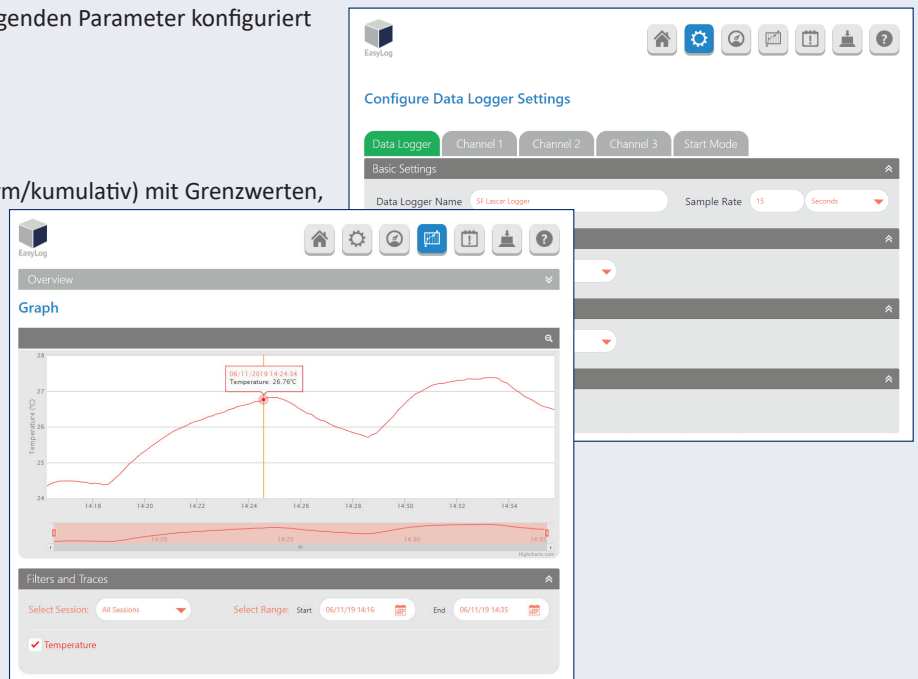 genden Parameter konfiguriert
rm/kumulativ) mit Grenzwerten,
EasyLog
Configure Data Logger Settings
Data Logger Channel 1 Channel 2 Channel 3 Start Mode
Basic Settings
Data Logger Name SF Lascar Logger Sample Rate 15 Seconds
EasyLog
Overview
Graph
28
27
26
25
24
Temperature (°C)
06/11/2019 14:24:34
Temperature: 26.76°C
14:18 14:20 14:22 14:24 14:26 14:28 14:30 14:32 14:34
14:20 14:25 14:30 14:35
Highcharts.com
Filters and Traces
Select Session: All Sessions Select Range: Start 06/11/19 14:16 End 06/11/19 14:35
Temperature